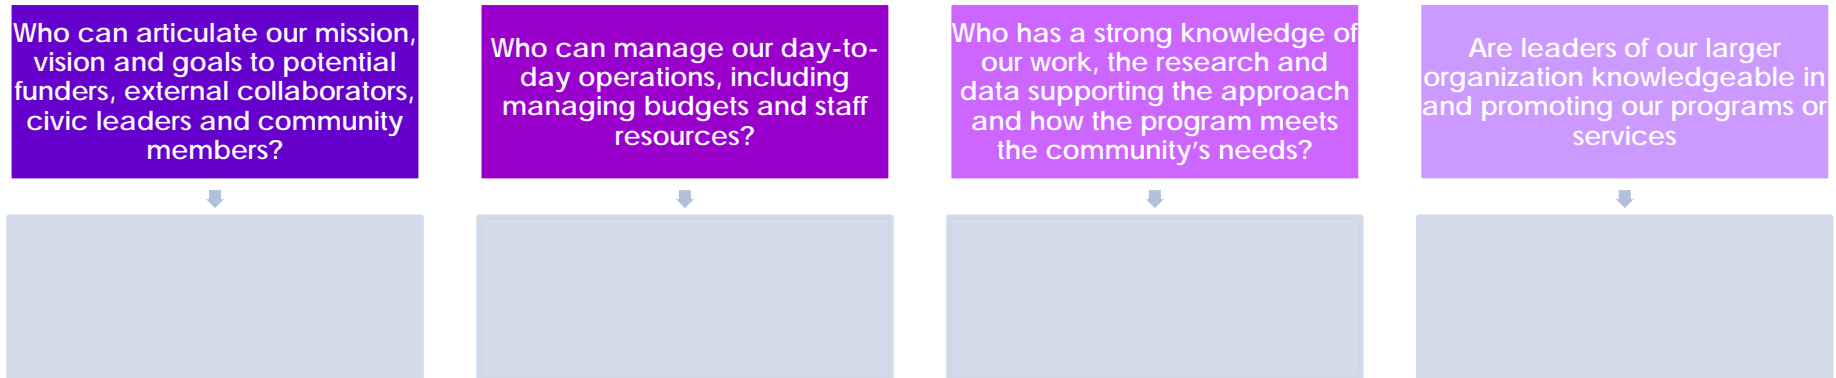 Who can articulate our mission,
vision and goals to potential
funders, external collaborators,
civic leaders and community
members?
Who can manage our day-to-
day operations, including
managing budgets and staff
resources?
Who has a strong knowledge of
our work, the research and
data supporting the approach
and how the program meets
the community's needs?
Are leaders of our larger
organization knowledgeable in
and promoting our programs or
services